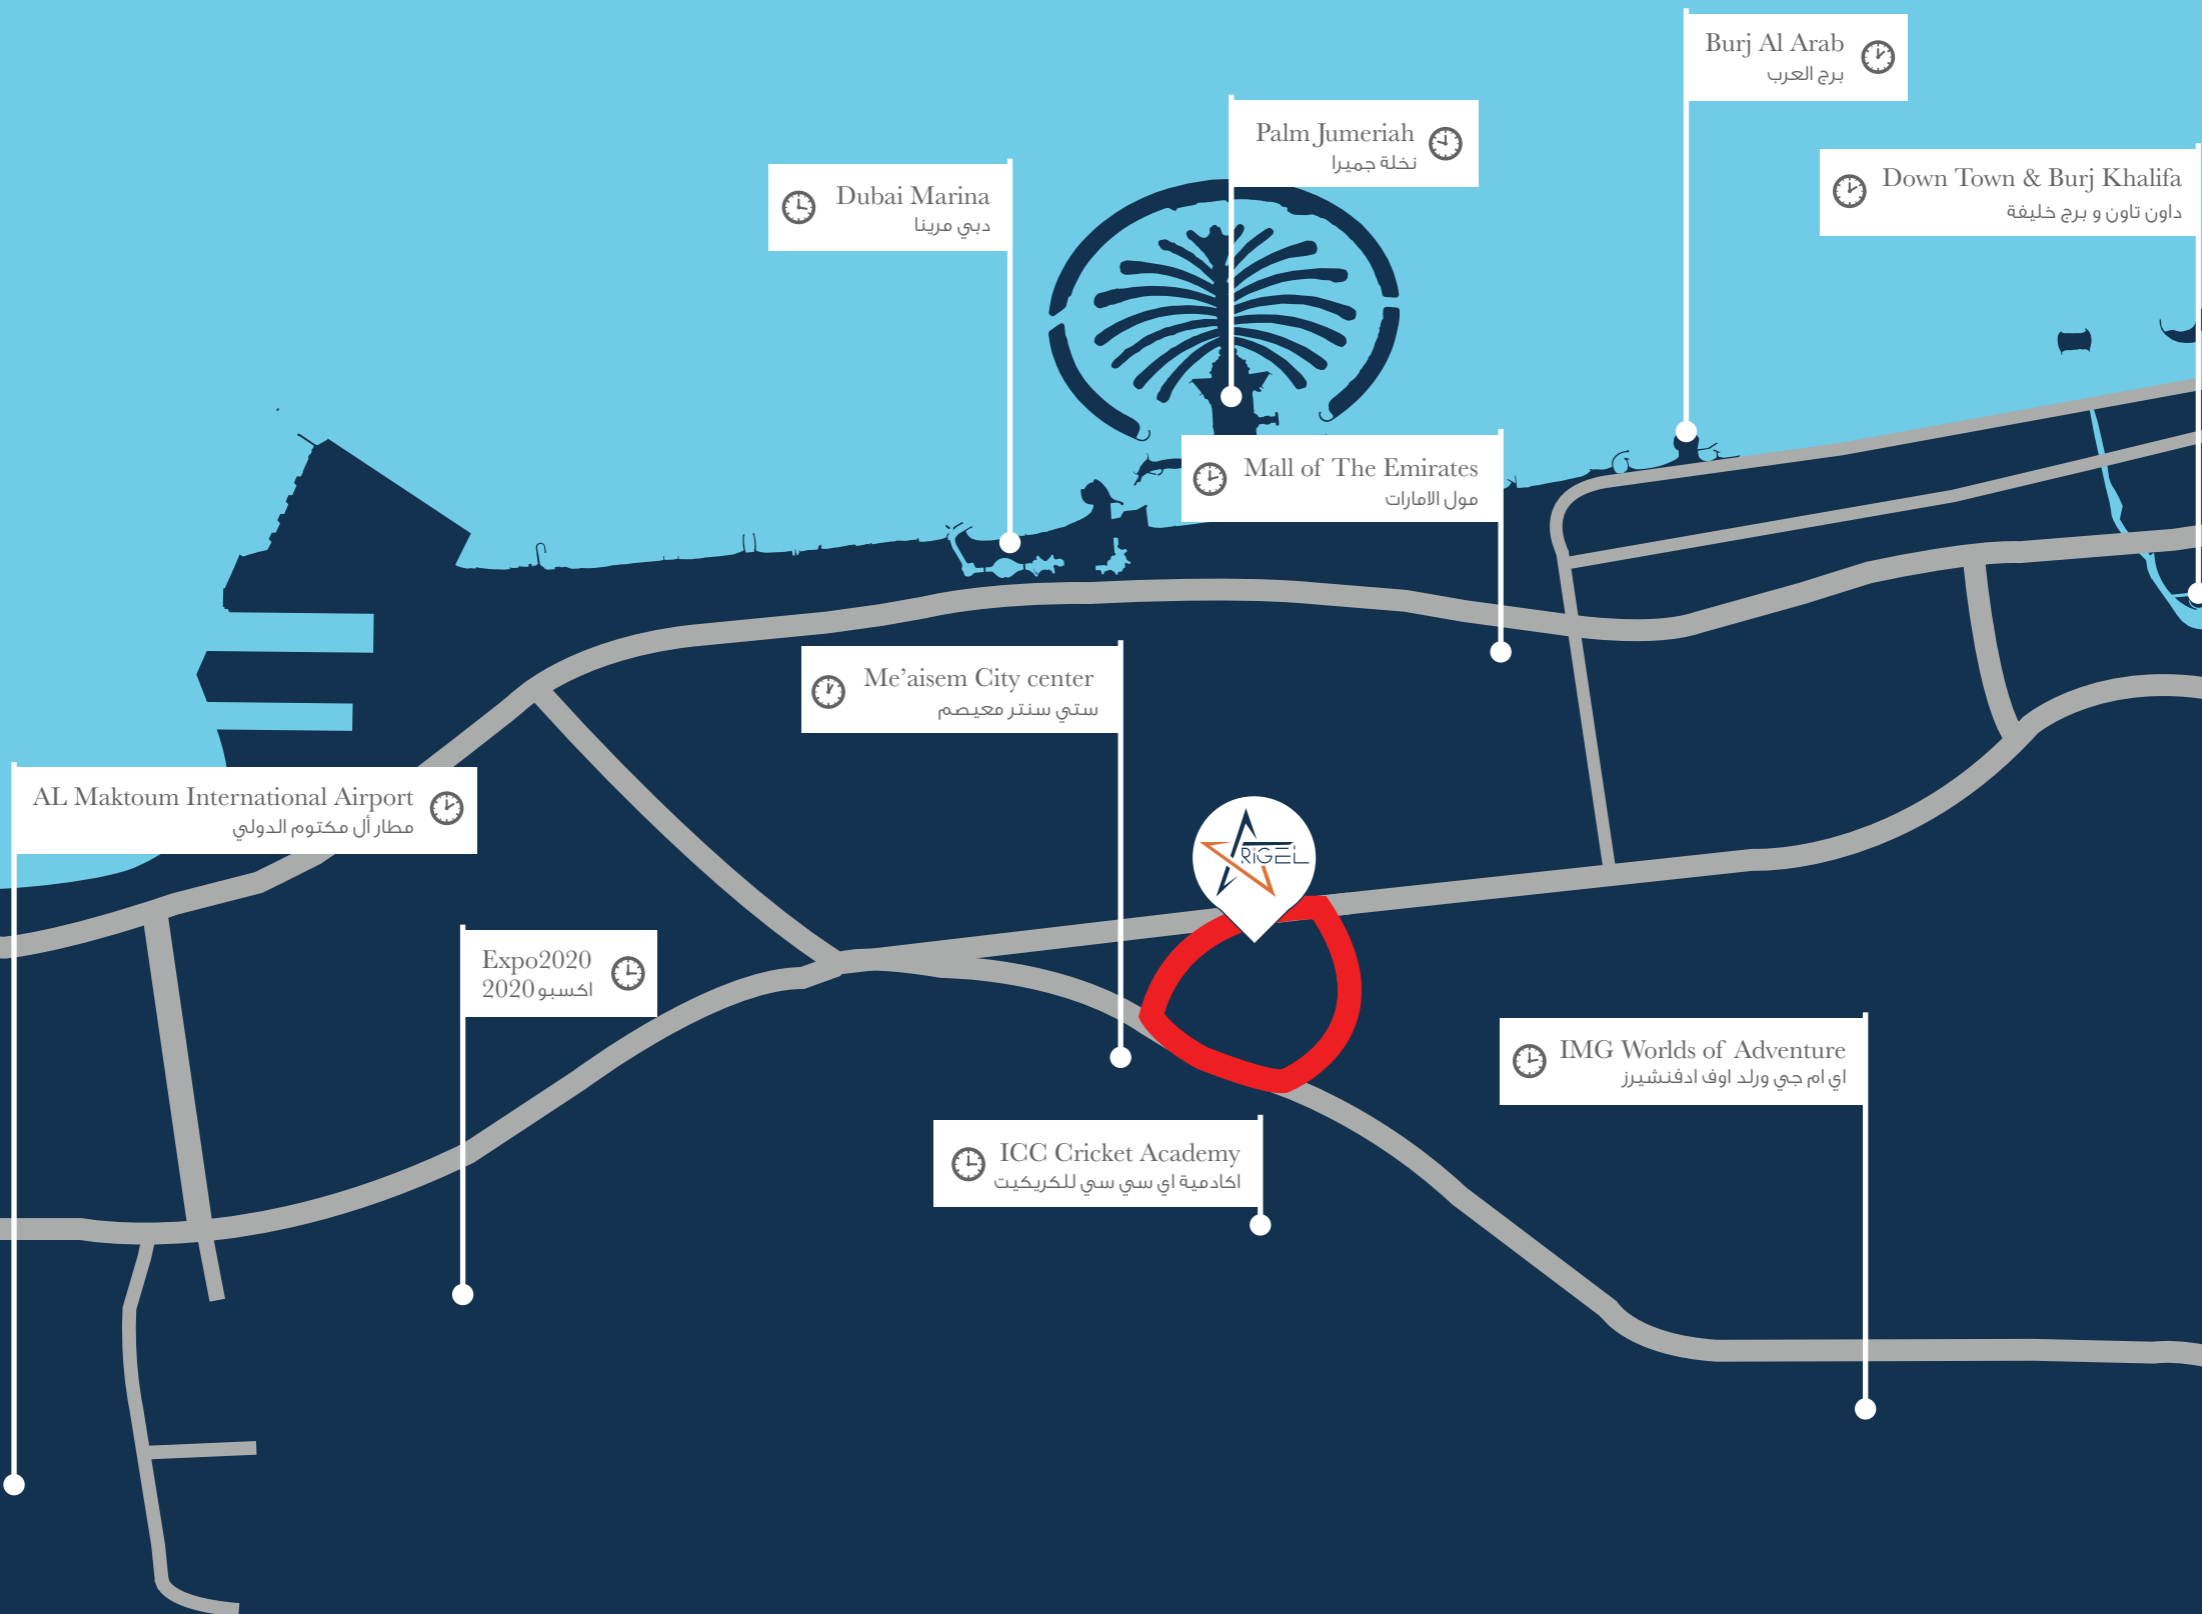 Burj Al Arab
برج العرب
Palm Jumeriah
نخلة جميرا
Down Town & Burj Khalifa
داون تاون و برج خليفة
Dubai Marina
دبي مرينا
Mall of The Emirates
مول الامارات
Me'aisem City center
ستي سنتر معيصم
AL Maktoum International Airport
مطار أل مكتوم الدولي
RiGEL
Expo2020
اكسبو 2020
IMG Worlds of Adventure
اي ام جي ورلد اوف ادفنشيرز
ICC Cricket Academy
اكادمية اي سي سي للكريكيت